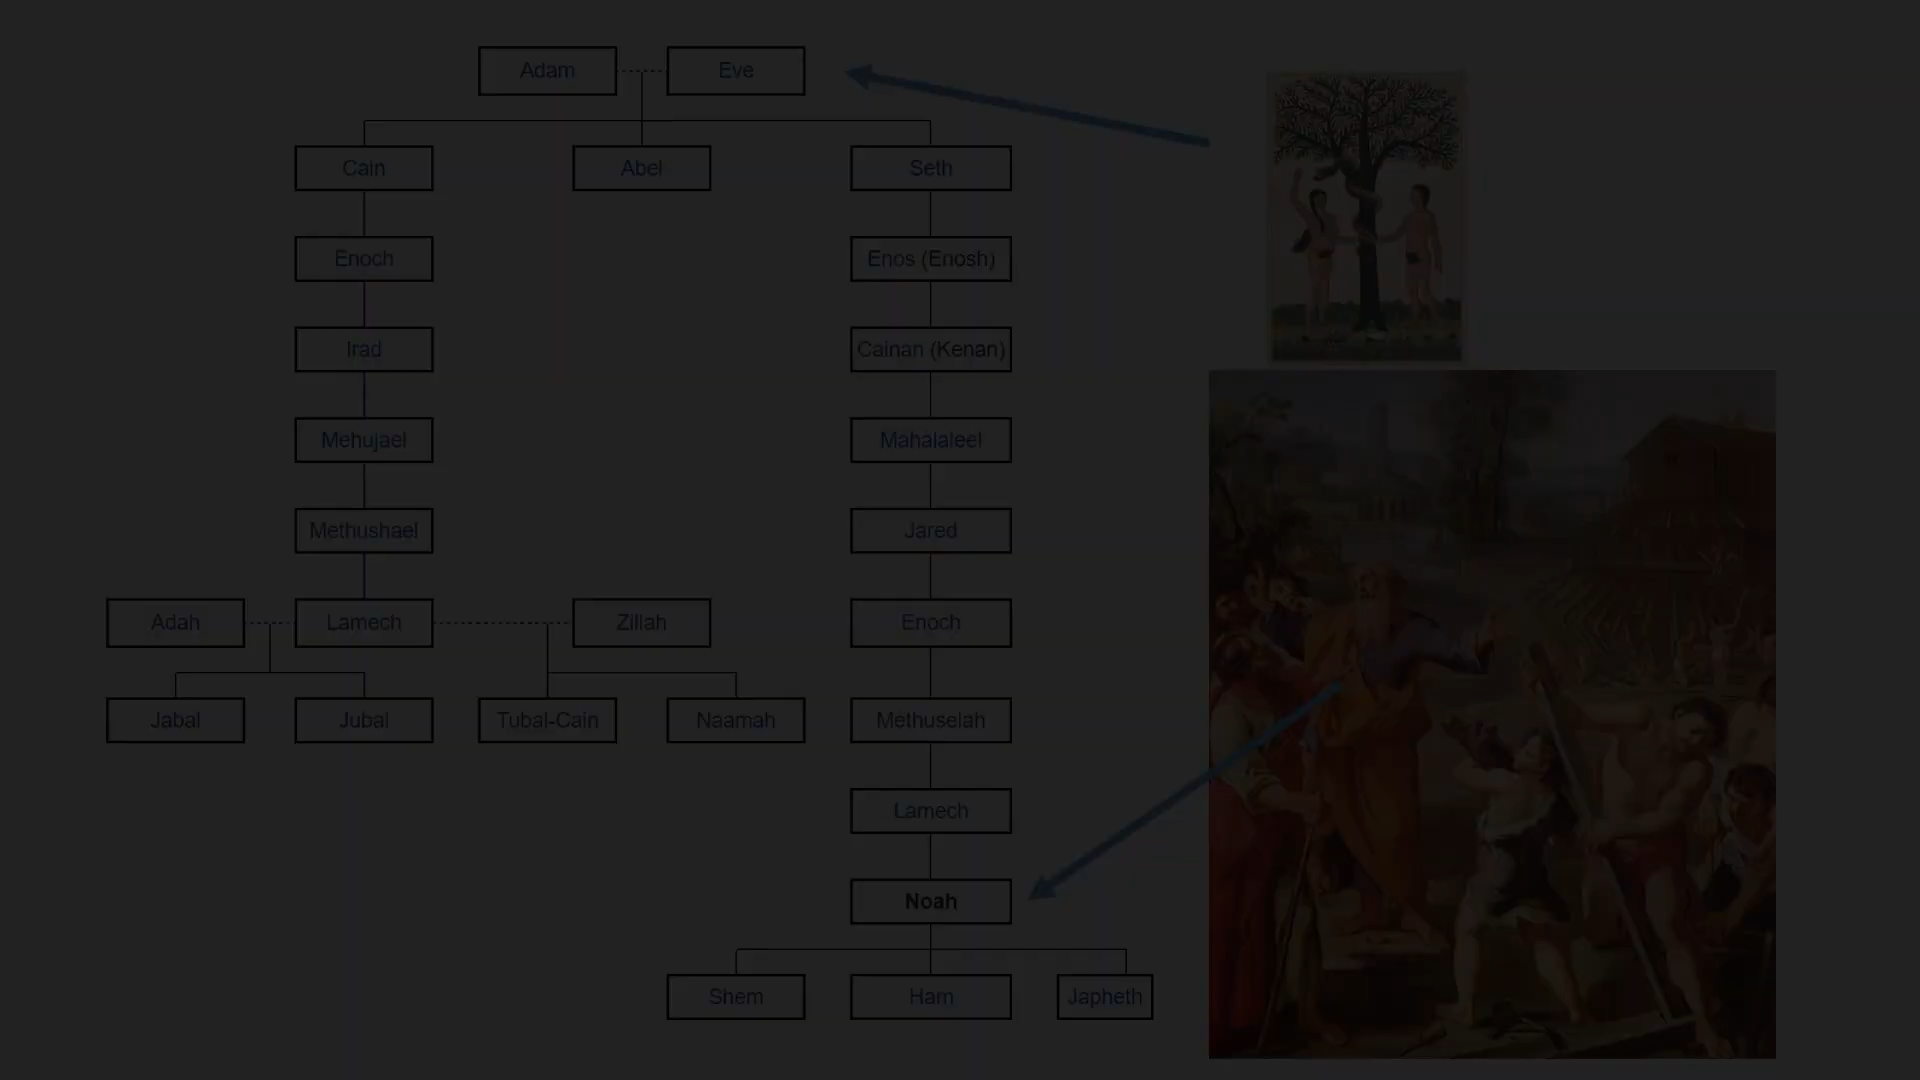 Adam Eve
Cain Abel Seth
Enoch Enos (Enosh)
Irad Cainan (Kenan)
Mehujael Mahalaleel
Methushael Jared
Adah Lamech Zillah Enoch
Jabal Jubal Tubal-Cain Naamah Methuselah
Lamech
Noah
Shem Ham Japheth